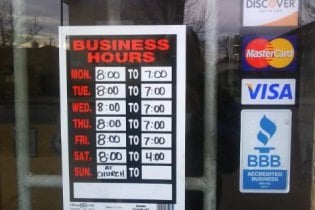 BUSINESS
HOURS
MON. 8:00 TO 7:00
TUE. 8:00 TO 7:00
WED. 8:00 TO 7:00
THU. 8:00 TO 7:00
FRI. 8:00 TO 7:00
SAT. 8:00 TO 4:00
SUN. AT CHURCH TO
DISCOVER
NETWORK
MasterCard
VISA
BBB
ACCREDITED
BUSINESS